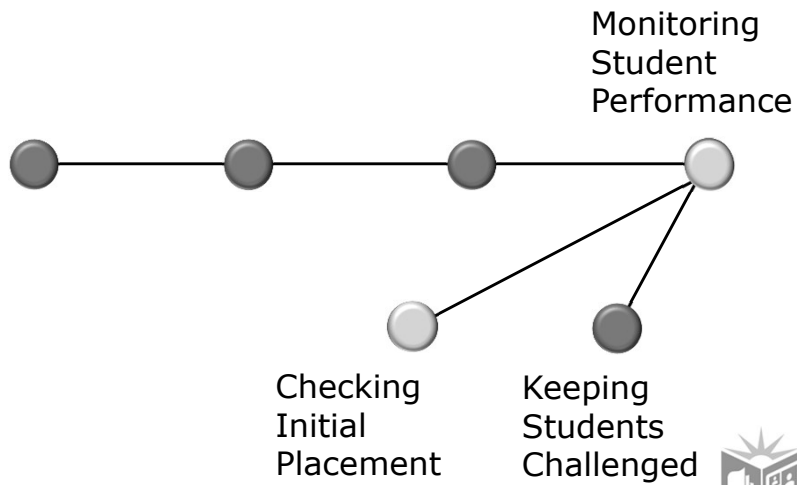 Monitoring
Student
Performance
Checking
Initial
Placement
Keeping
Students
Challenged